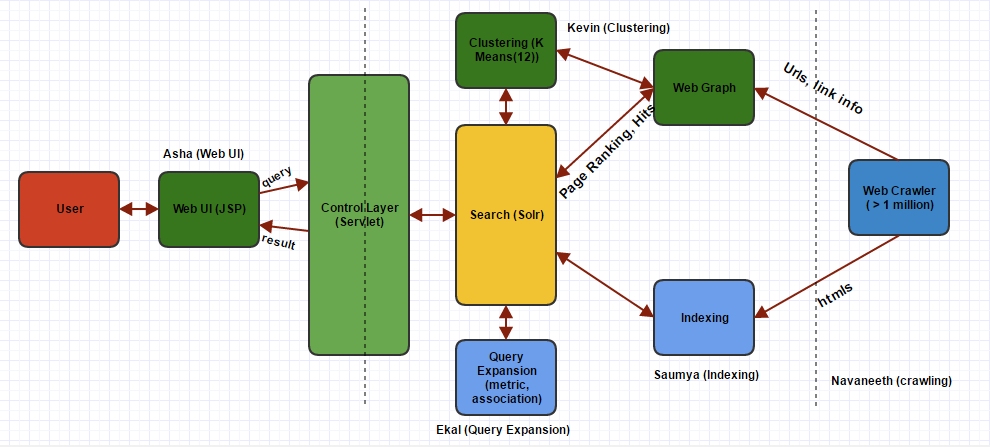 Clustering (K
Means(12))
Kevin (Clustering)
Web Graph
Urls, link info
Page Ranking, Hits
Asha (Web UI)
query
User
Web UI (JSP)
Control Layer
(Servlet)
Search (Solr)
Web Crawler
( > 1 million)
result
htmls
Indexing
Query
Expansion
(metric,
association)
Saumya (Indexing)
Navaneeth (crawling)
Ekal (Query Expansion)